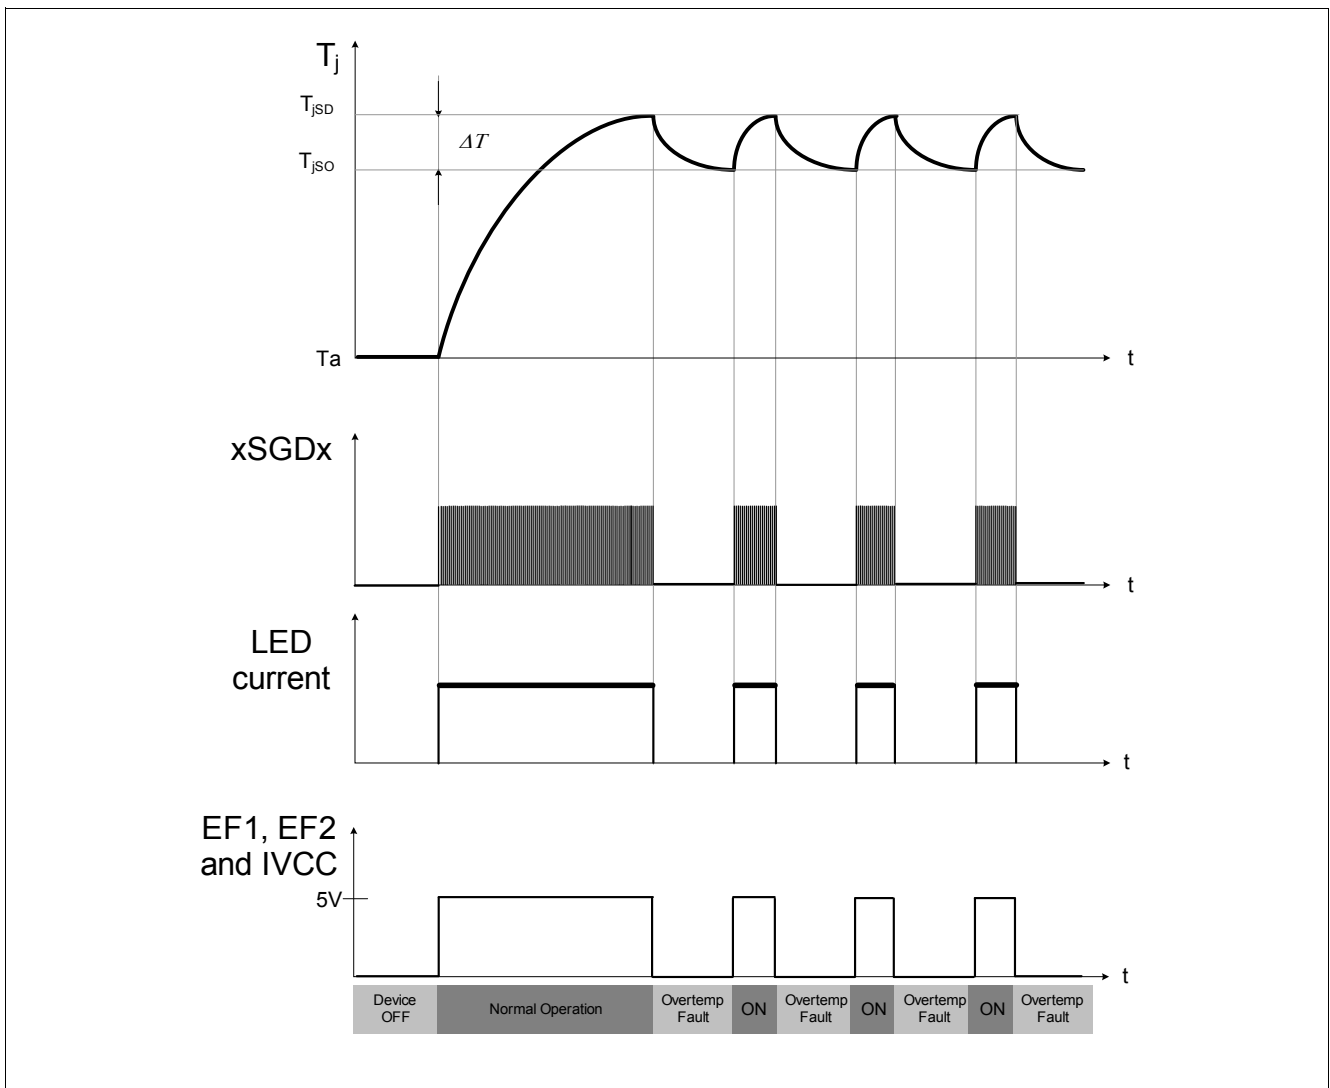 Tj
TjSD
ΔT
TjSO
Ta
t
xSGDx
t
LED
current
t
EF1, EF2
and IVCC
5V
t
Device
OFF
Normal Operation
Overtemp
Fault
ON
Overtemp
Fault
ON
Overtemp
Fault
ON
Overtemp
Fault